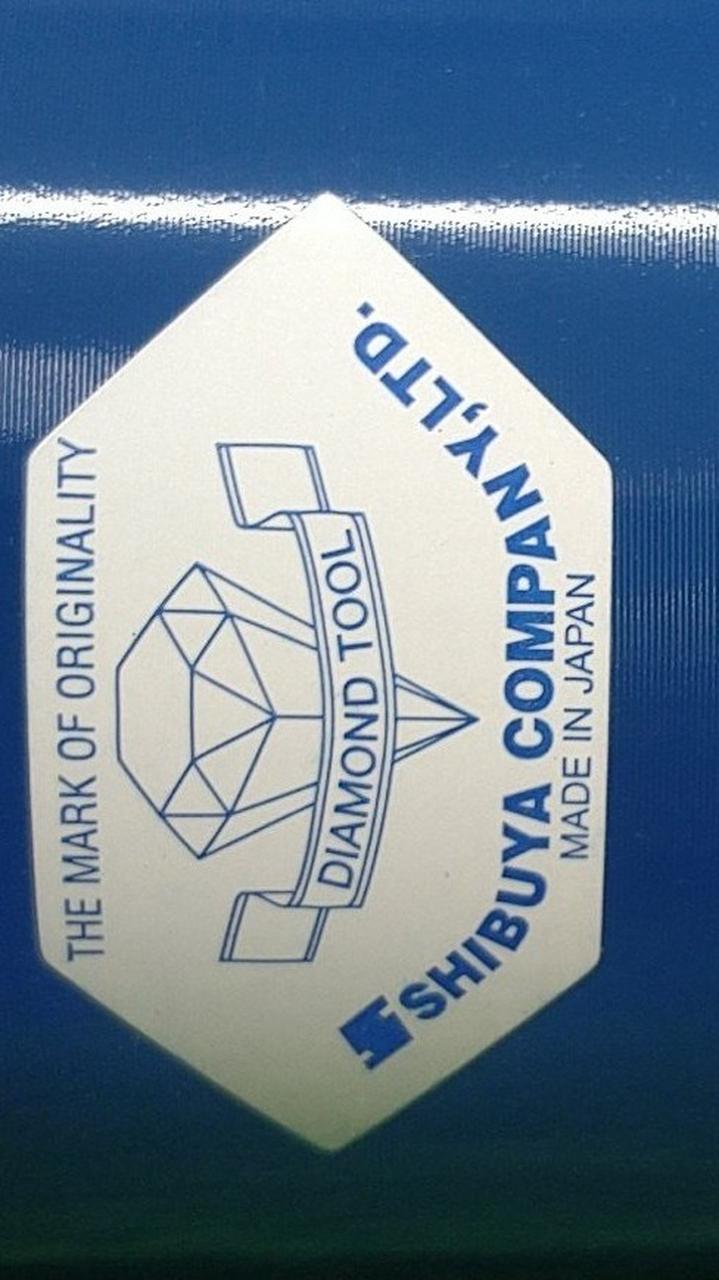 THE MARK OF ORIGINALITY
DIAMOND TOOL
SHIBUYA COMPANY,LTD.
MADE IN JAPAN